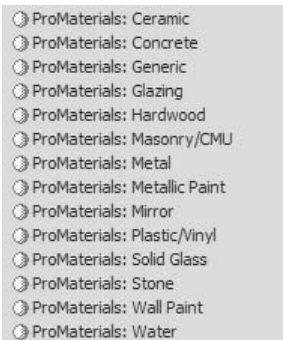 ProMaterials: Ceramic
ProMaterials: Concrete
ProMaterials: Generic
ProMaterials: Glazing
ProMaterials: Hardwood
ProMaterials: Masonry/CMU
ProMaterials: Metal
ProMaterials: Metallic Paint
ProMaterials: Mirror
ProMaterials: Plastic/Vinyl
ProMaterials: Solid Glass
ProMaterials: Stone
ProMaterials: Wall Paint
ProMaterials: Water